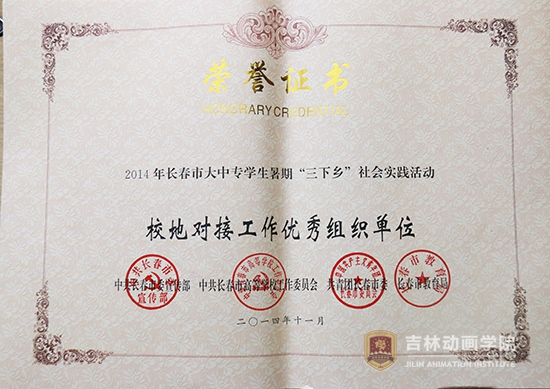 荣誉证书
HONORARY CREDENTIAL
2014年长春市大中专学生暑期“三下乡”社会实践活动
校地对接工作优秀组织单位
中共长春市委宣传部 中共长春市高等学校工作委员会 共青团长春市委 长春市教育局
二〇一四年十一月
吉林动画学院
JILIN ANIMATION INSTITUTE